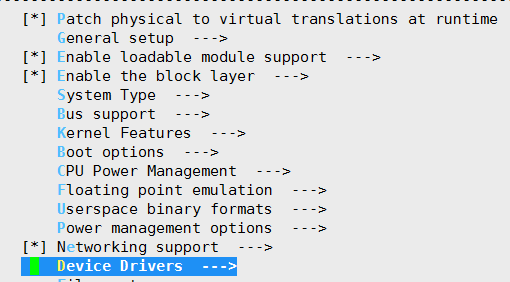 [*] Patch physical to virtual translations at runtime
General setup --->
[*] Enable loadable module support --->
[*] Enable the block layer --->
System Type --->
Bus support --->
Kernel Features --->
Boot options --->
CPU Power Management --->
Floating point emulation --->
Userspace binary formats --->
Power management options --->
[*] Networking support --->
Device Drivers --->